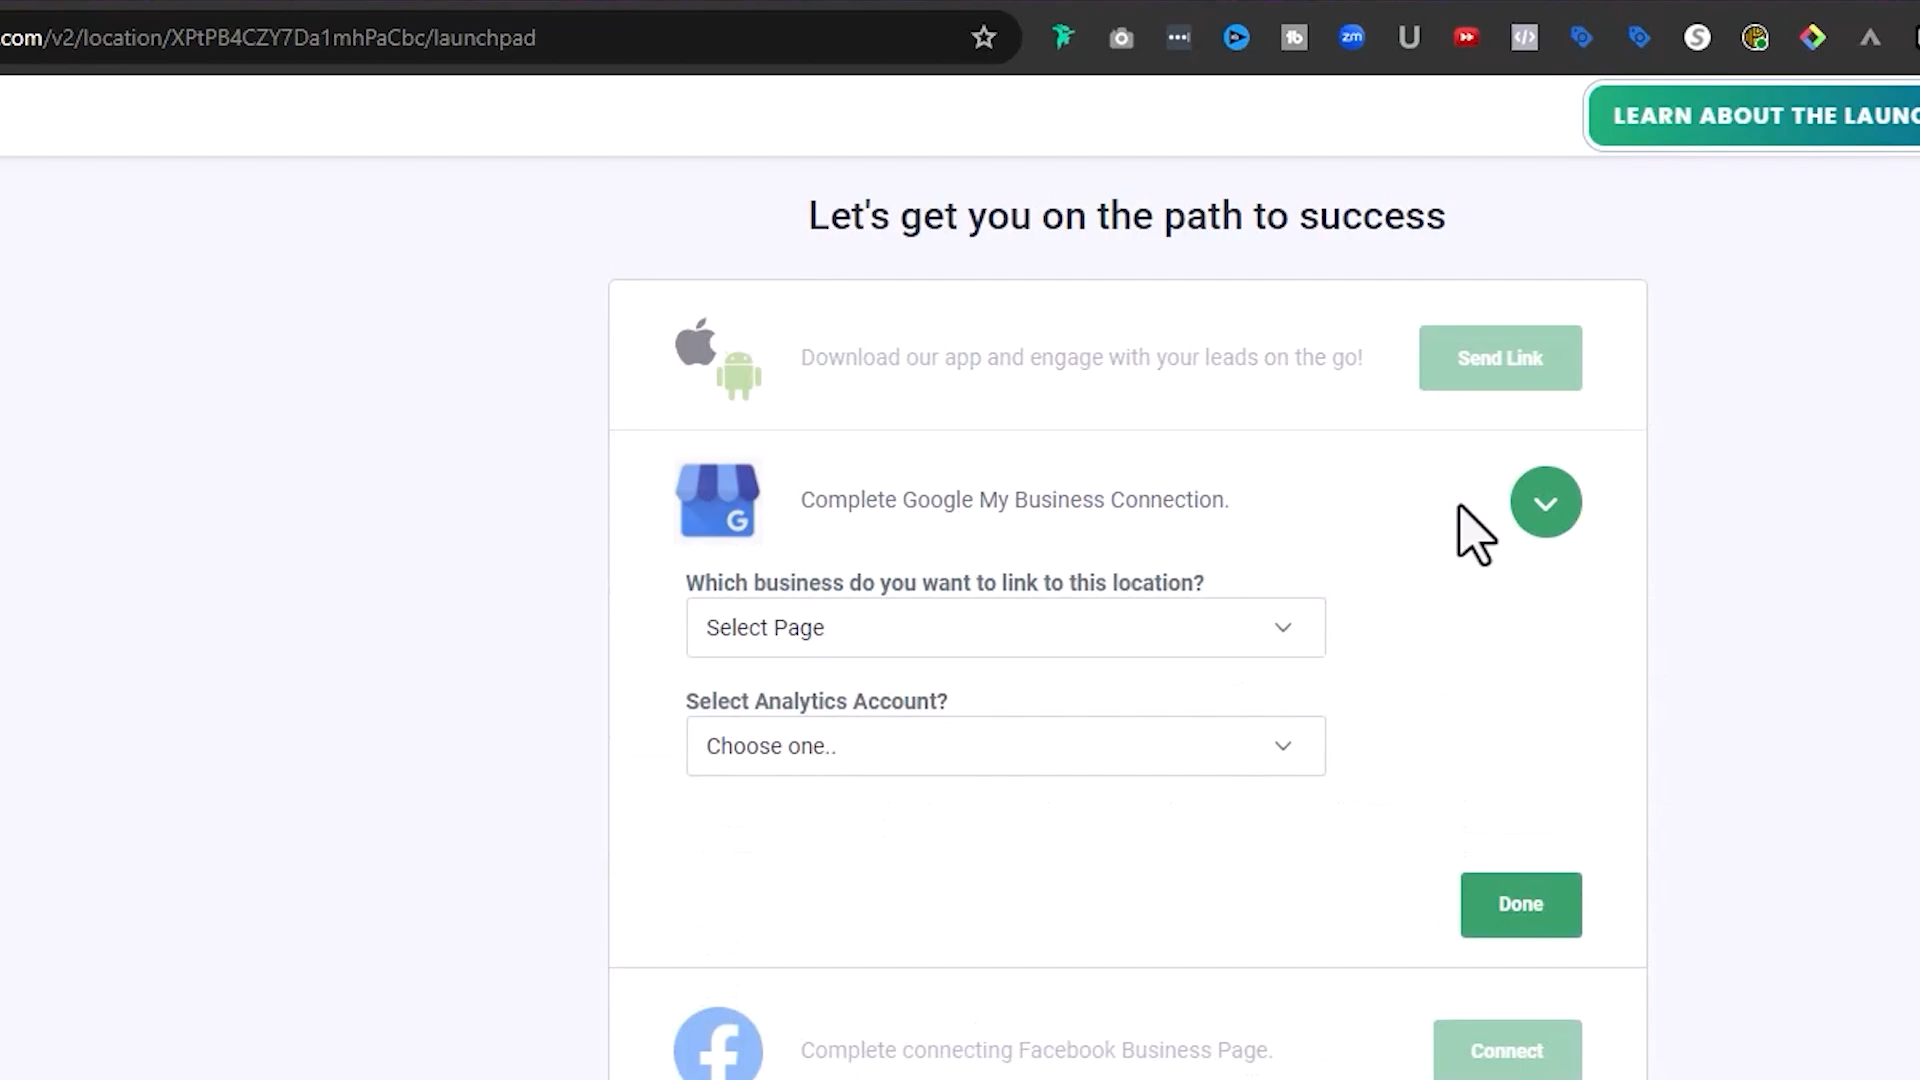 .com/v2/location/XPtPB4CZY7Da1mhPaCbc/launchpad
LEARN ABOUT THE LAUNC
Let's get you on the path to success
Download our app and engage with your leads on the go!
Send Link
Complete Google My Business Connection.
Which business do you want to link to this location?
Select Page
Select Analytics Account?
Choose one..
Done
Complete connecting Facebook Business Page.
Connect